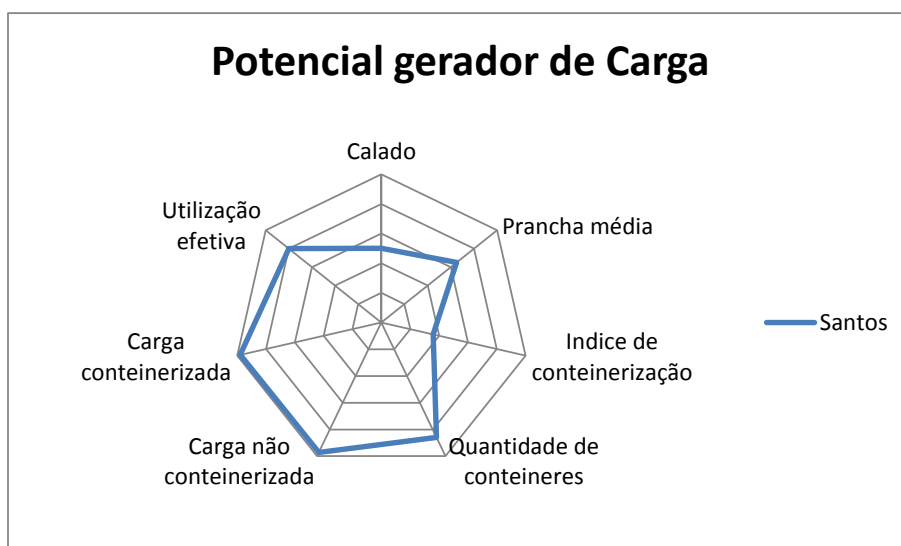 Potencial gerador de Carga
Calado
Prancha média
Indice de
conteinerização
Quantidade de
conteineres
Carga não
conteinerizada
Carga
conteinerizada
Utilização
efetiva
Santos